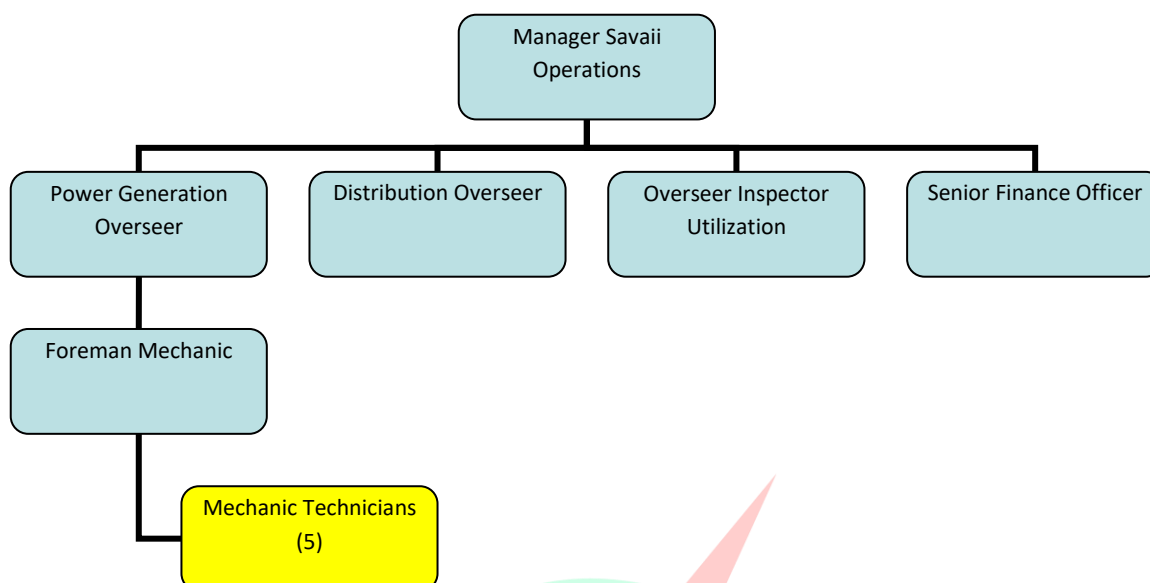 Manager Savaii
Operations
Power Generation
Overseer
Distribution Overseer
Overseer Inspector
Utilization
Senior Finance Officer
Foreman Mechanic
Mechanic Technicians
(5)